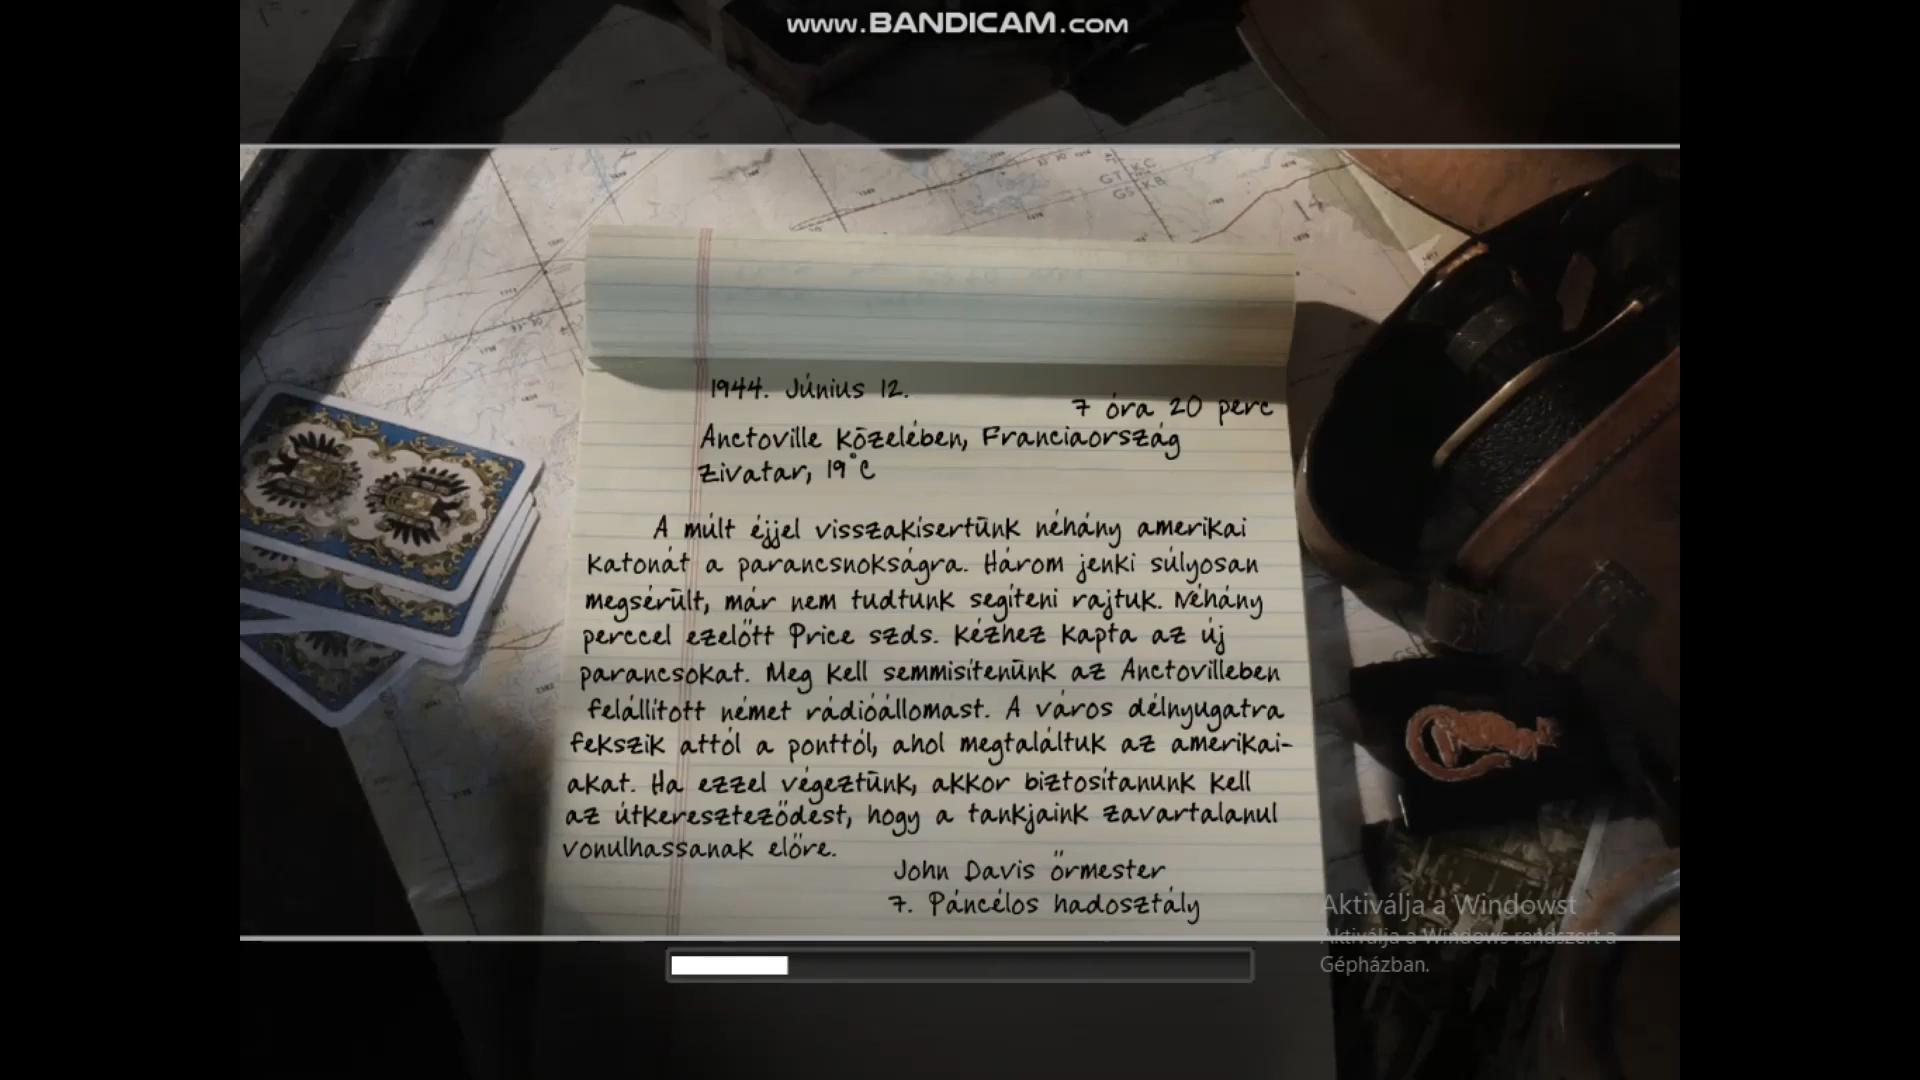 www.BANDICAM.COM
1944. Június 12.
7 óra 20 perc
Anctoville közelében, Franciaország
Zivatar, 19°C
A múlt éjjel visszakísertünk néhány amerikai
katonát a parancsnokságra. Három jenki súlyosan
megsérült, már nem tudtunk segíteni rajtuk. Néhány
perccel ezelőtt Price szds. kézhez kapta az új
parancsokat. Meg kell semmisítenünk az Anctovilleben
felállított német rádióállomast. A város délnyugatra
fekszik attól a ponttól, ahol megtaláltuk az amerikai-
akat. Ha ezzel végeztünk, akkor biztosítanunk kell
az útkereszteződést, hogy a tankjaink zavartalanul
vonulhassanak előre.
John Davis őrmester
7. Páncélos hadosztály
Aktiválja a Windowst
Aktiválja a Windows rendszert a
Gépházban.